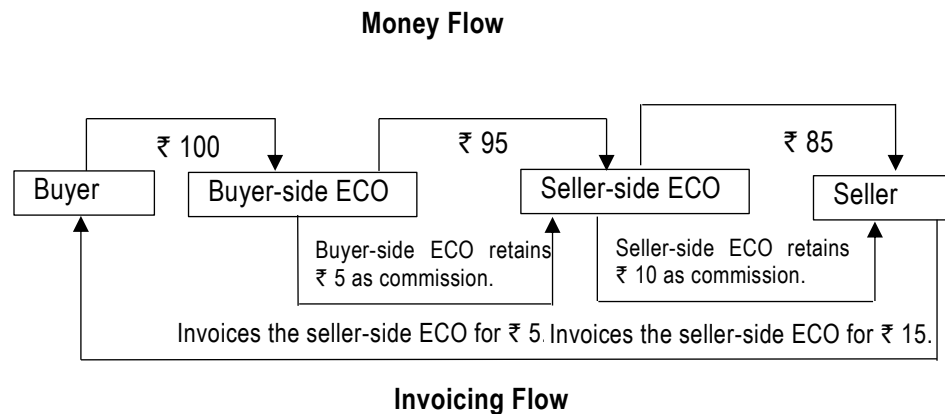 Money Flow
₹ 100
₹ 95
₹ 85
Buyer
Buyer-side ECO
Seller-side ECO
Seller
Buyer-side ECO retains
₹ 5 as commission.
Seller-side ECO retains
₹ 10 as commission.
Invoices the seller-side ECO for ₹ 5.
Invoices the seller-side ECO for ₹ 15.
Invoicing Flow